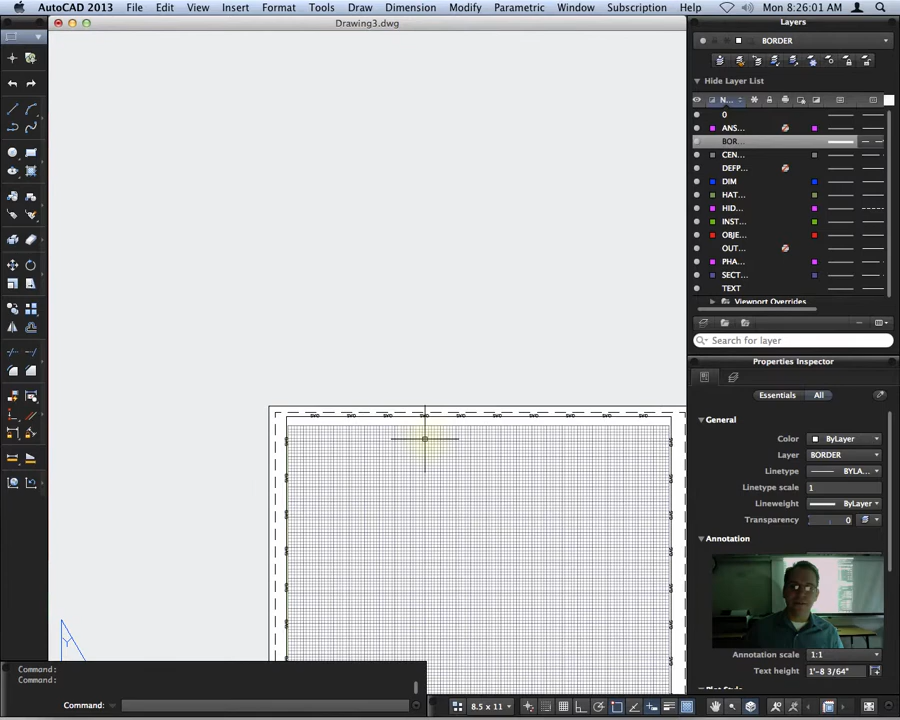 AutoCAD 2013 File Edit View Insert Format Tools Draw Dimension Modify Parametric Window Subscription Help Mon 8:26:01 AM
Drawing3.dwg
Layers
BORDER
Hide Layer List
N...
0
ANS...
BOR...
CEN...
DEFP...
DIM
HAT...
HID...
INST...
OBJE...
OUT...
PHA...
SECT...
TEXT
Viewport Overrides
Search for layer
Properties Inspector
Essentials All
General
Color ByLayer
Layer BORDER
Linetype BYLA...
Linetype scale 1
Lineweight ByLayer
Transparency 0
Annotation
Annotation scale 1:1
Text height 1'-8 3/64"
Plot Style
Y
Command:
Command:
Command:
8.5 x 11